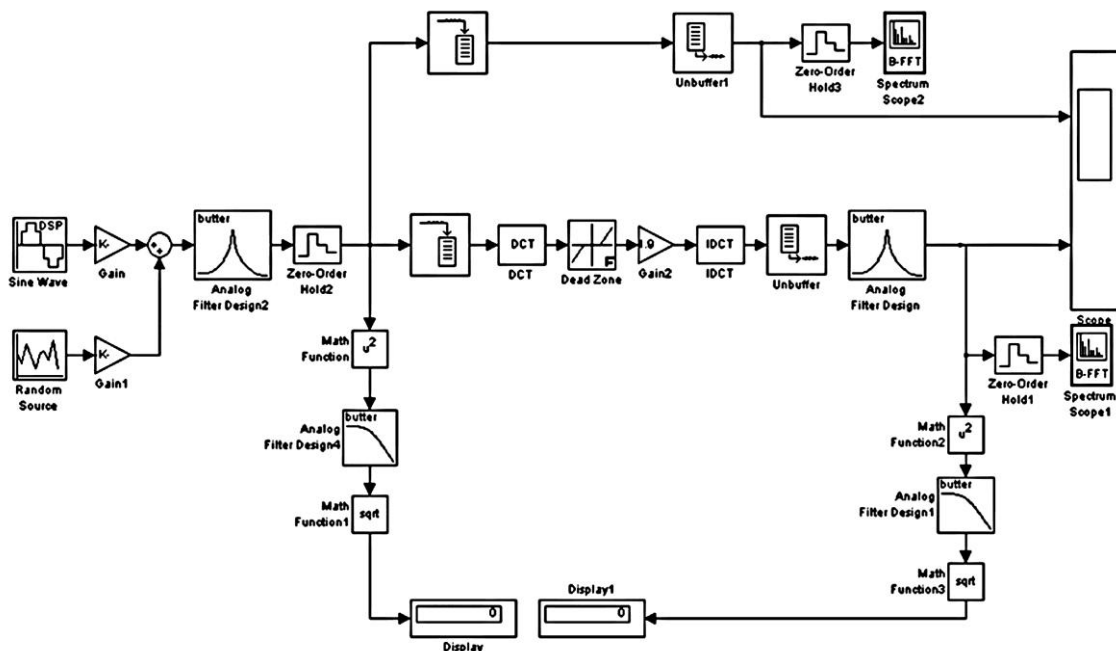 B-FFT
Unbuffer1
Zero-Order
Hold3
Spectrum
Scope2
DSP
Sine Wave
K-
Gain
butter
Analog
Filter Design2
Zero-Order
Hold2
DCT
DCT
Dead Zone
1.9
Gain2
IDCT
IDCT
Unbuffer
butter
Analog
Filter Design
Scope
Random
Source
K-
Gain1
Math
Function
u²
B-FFT
Zero-Order
Hold1
Spectrum
Scope1
butter
Analog
Filter Design4
Math
Function2
u²
butter
Analog
Filter Design1
Math
Function1
sqrt
Math
Function3
sqrt
Display1
0
0
Display